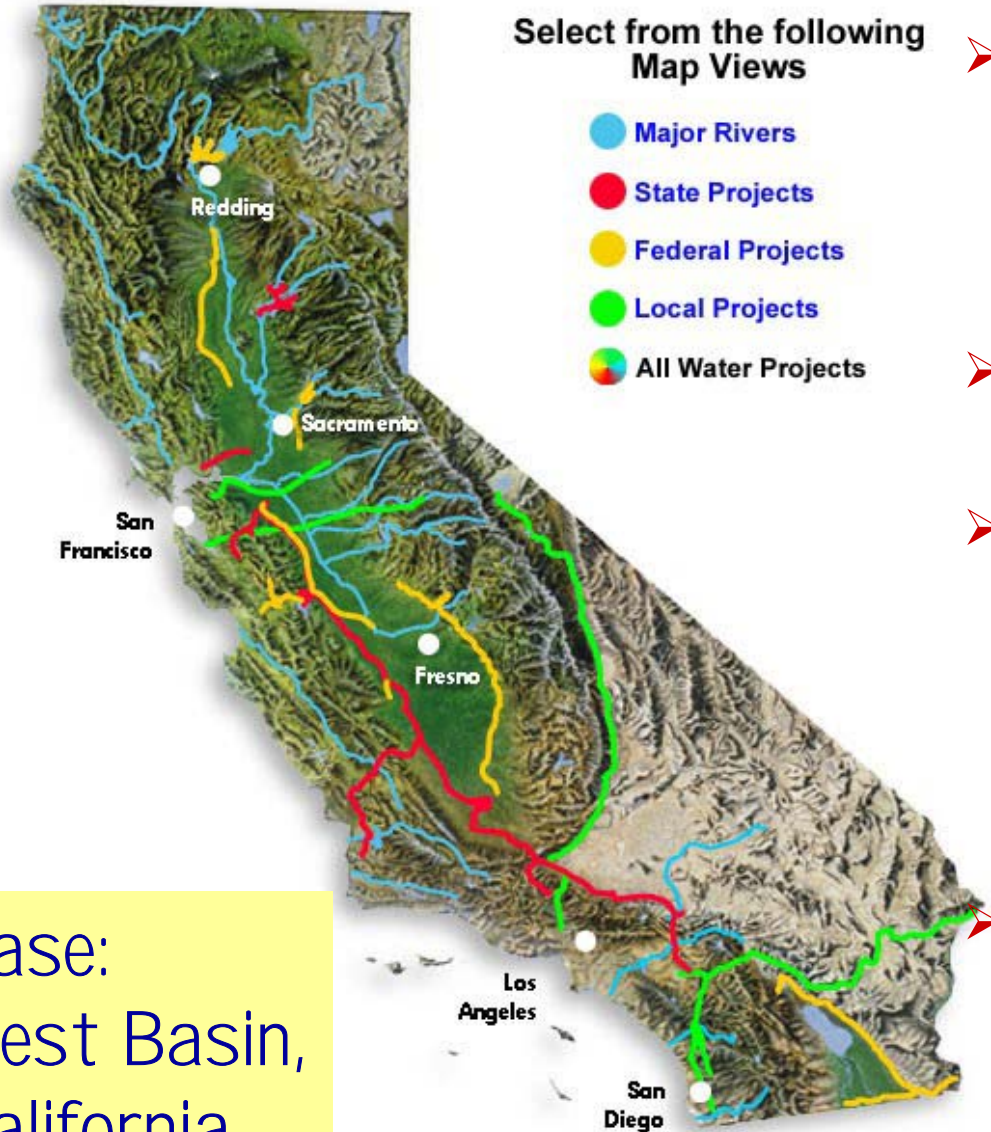 Select from the following
Map Views
Major Rivers
State Projects
Federal Projects
Local Projects
All Water Projects
Redding
Sacramento
San
Francisco
Fresno
Los
Angeles
San
Diego
ase:
est Basin,
alifornia